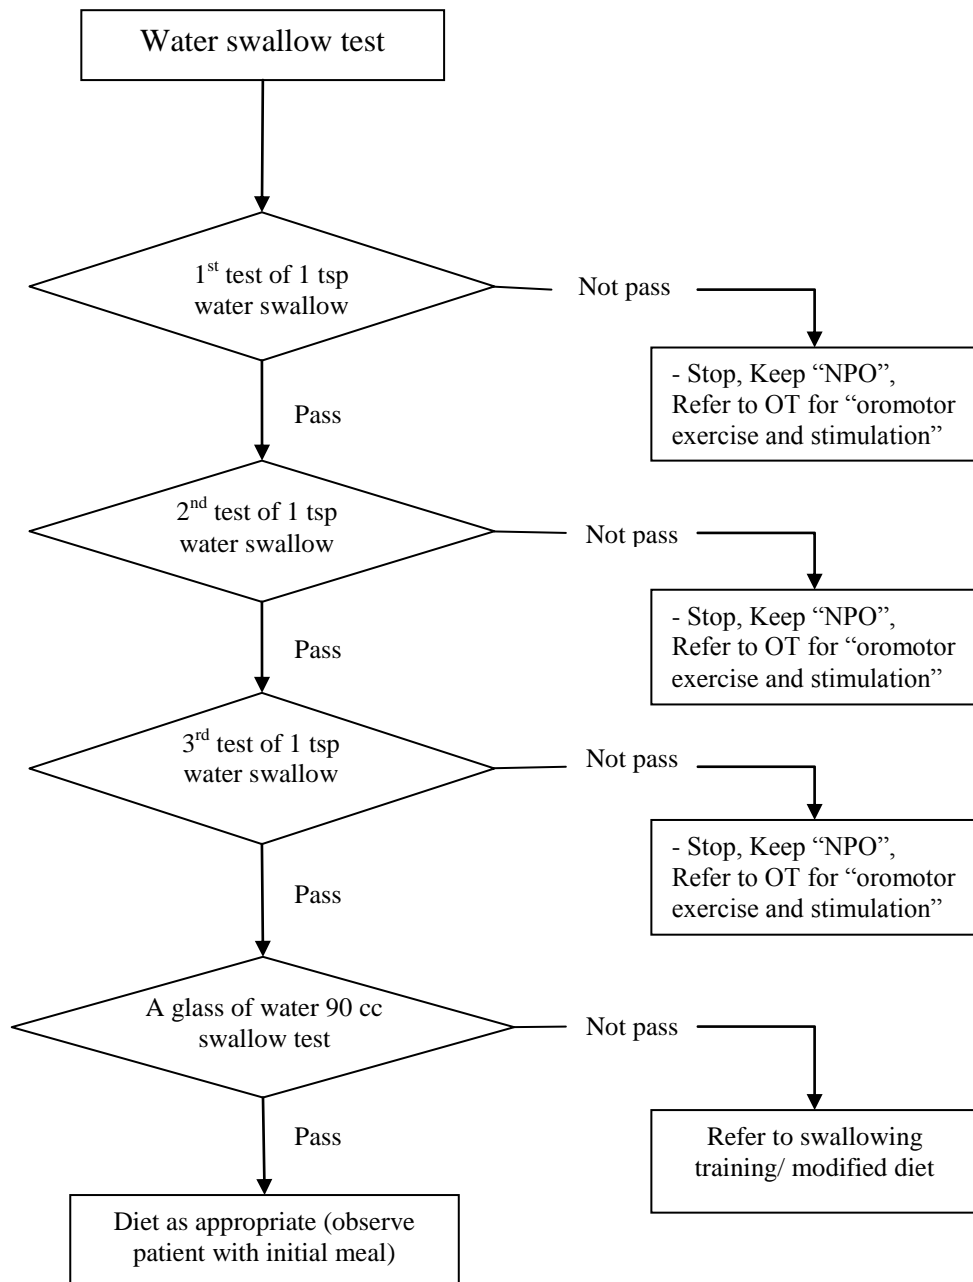 Water swallow test
1st test of 1 tsp
water swallow
Not pass
- Stop, Keep “NPO”,
Refer to OT for “oromotor
exercise and stimulation”
Pass
2nd test of 1 tsp
water swallow
Not pass
- Stop, Keep “NPO”,
Refer to OT for “oromotor
exercise and stimulation”
Pass
3rd test of 1 tsp
water swallow
Not pass
- Stop, Keep “NPO”,
Refer to OT for “oromotor
exercise and stimulation”
Pass
A glass of water 90 cc
swallow test
Not pass
Pass
Refer to swallowing
training/ modified diet
Diet as appropriate (observe
patient with initial meal)